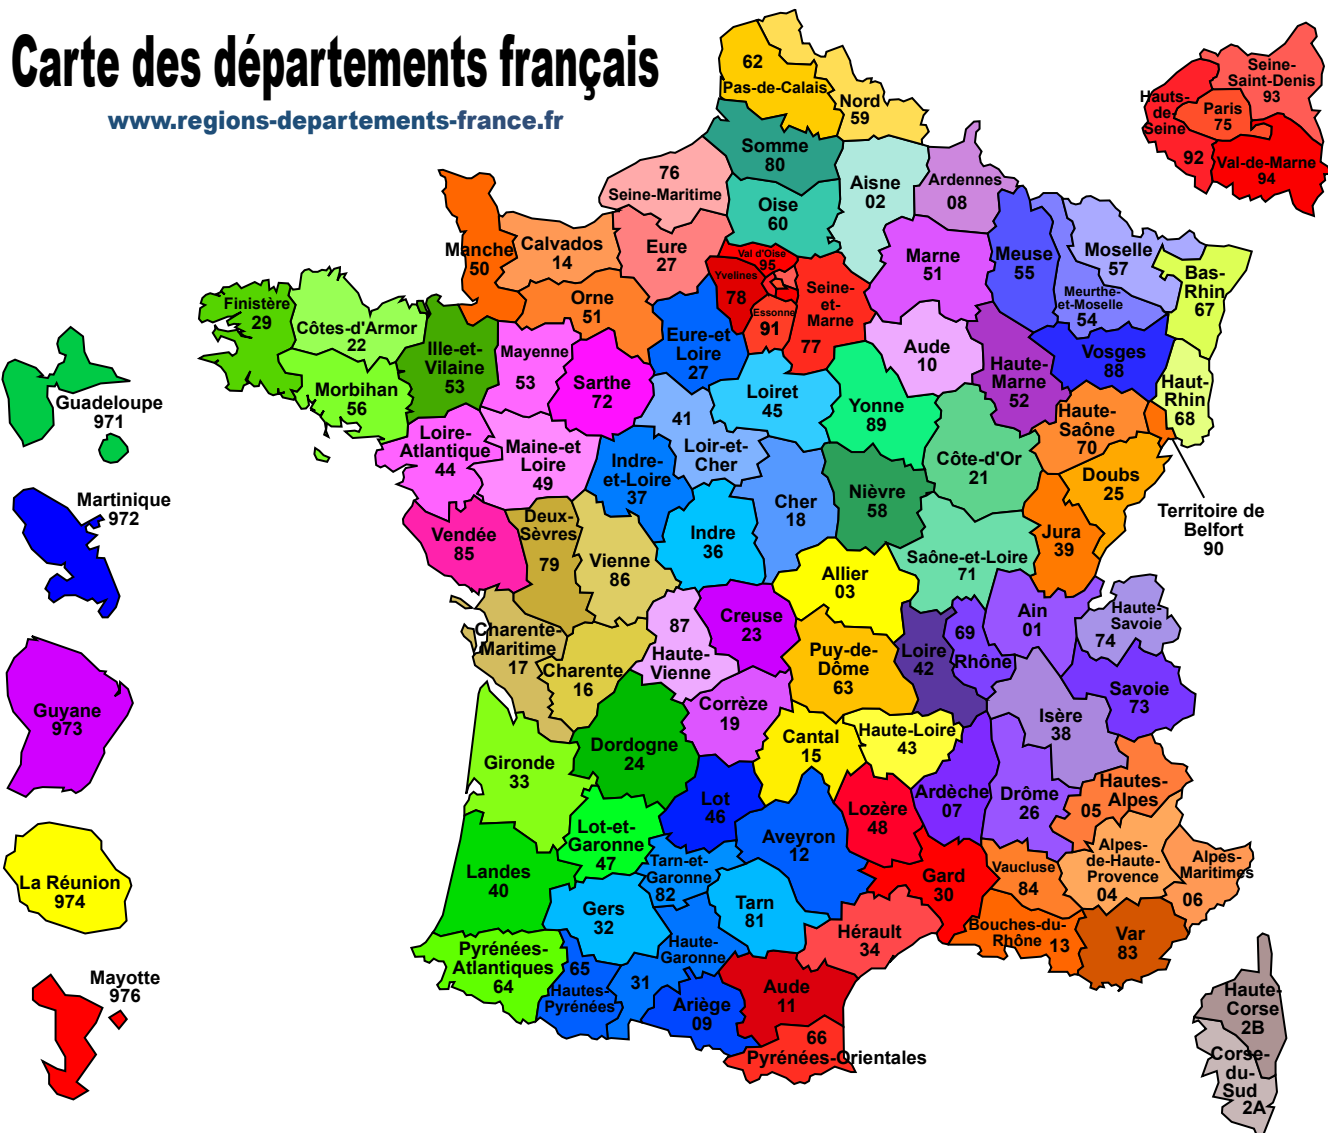 Carte des départements français
www.regions-departements-france.fr
62
Pas-de-Calais
Nord
59
Somme
80
76
Seine-Maritime
Oise
60
Aisne
02
Ardennes
08
Seine-
Saint-Denis
93
Hauts-
de-
Seine
92
Paris
75
Val-de-Marne
94
Manche
50
Calvados
14
Eure
27
Val d'Oise
95
Yvelines
78
Essonne
91
Seine-
et-
Marne
77
Marne
51
Meuse
55
Moselle
57
Meurthe-
et-Moselle
54
Bas-
Rhin
67
Finistère
29
Côtes-d'Armor
22
Morbihan
56
Ille-et-
Vilaine
53
Orne
51
Mayenne
53
Sarthe
72
Eure-et
Loire
27
Loiret
45
Aude
10
Haute-
Marne
52
Vosges
88
Haut-
Rhin
68
Guadeloupe
971
Loire-
Atlantique
44
Maine-et
Loire
49
41
Loir-et-
Cher
Indre-
et-Loire
37
Yonne
89
Côte-d'Or
21
Haute-
Saône
70
Doubs
25
Territoire de
Belfort
90
Martinique
972
Vendée
85
Deux-
Sèvres
79
Vienne
86
Indre
36
Cher
18
Nièvre
58
Saône-et-Loire
71
Jura
39
Allier
03
Creuse
23
87
Haute-
Vienne
Charente-
Maritime
17
Charente
16
Puy-de-
Dôme
63
Loire
42
69
Rhône
Ain
01
Haute-
Savoie
74
Savoie
73
Guyane
973
Gironde
33
Dordogne
24
Corrèze
19
Cantal
15
Haute-Loire
43
Isère
38
Ardèche
07
Drôme
26
Hautes-
Alpes
05
Lot
46
Lot-et-
Garonne
47
Aveyron
12
Lozère
48
La Réunion
974
Landes
40
Tarn-et-
Garonne
82
Tarn
81
Gard
30
Vaucluse
84
Alpes-
de-Haute-
Provence
04
Alpes-
Maritimes
06
Gers
32
Hérault
34
Bouches-du-
Rhône 13
Var
83
Pyrénées-
Atlantiques
64
65
Hautes-
Pyrénées
Haute-
Garonne
31
Ariège
09
Aude
11
66
Pyrénées-Orientales
Mayotte
976
Haute-
Corse
2B
Corse-
du-
Sud
2A